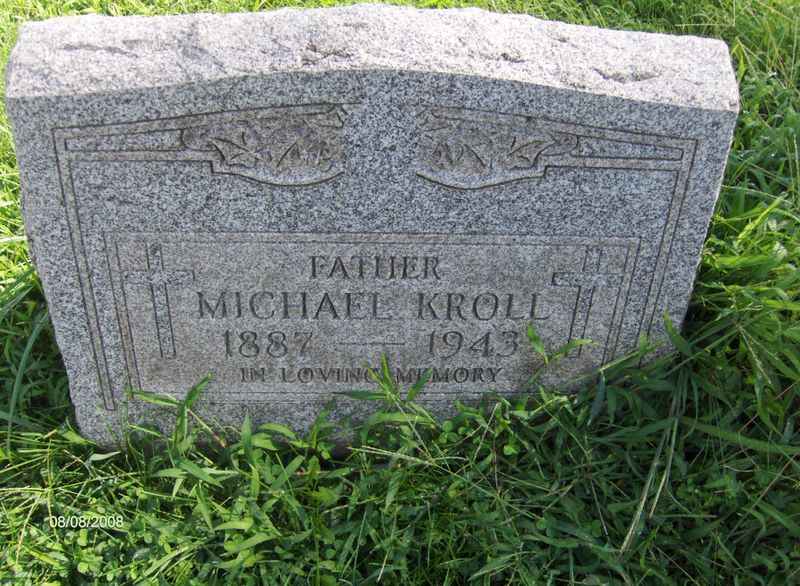 FATHER
MICHAEL KROLL
1887 — 1943
IN LOVING MEMORY
08/08/2008